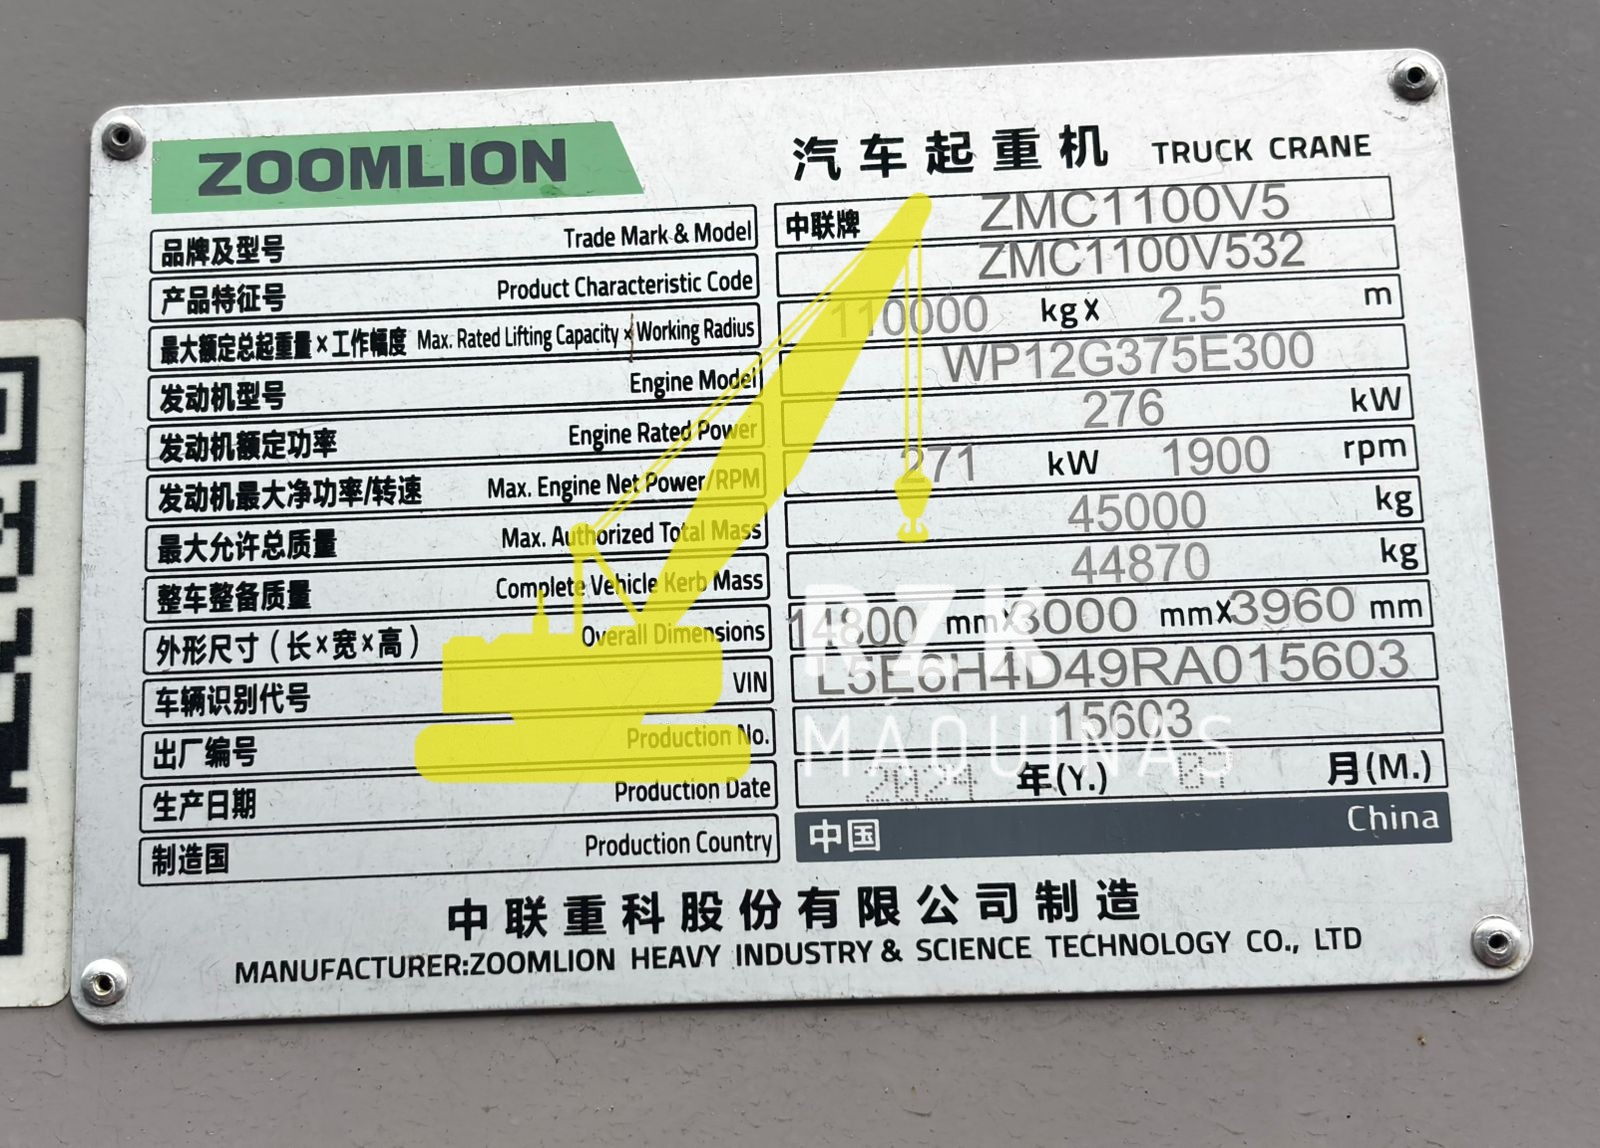 ZOOMLION 汽车起重机 TRUCK CRANE
品牌及型号 Trade Mark & Model 中联牌 ZMC1100V5
产品特征号 Product Characteristic Code ZMC1100V532
最大额定总起重量×工作幅度 Max. Rated Lifting Capacity × Working Radius 110000 kg x 2.5 m
发动机型号 Engine Model WP12G375E300
发动机额定功率 Engine Rated Power 276 kW
发动机最大净功率/转速 Max. Engine Net Power/RPM 271 kW 1900 rpm
最大允许总质量 Max. Authorized Total Mass 45000 kg
整车整备质量 Complete Vehicle Kerb Mass 44870 kg
外形尺寸(长×宽×高) Overall Dimensions 14800 mmX3000 mmX3960 mm
车辆识别代号 VIN L5E6H4D49RA015603
出厂编号 Production No. 15603
生产日期 Production Date 2024 年(Y.) 月(M.)
制造国 Production Country 中国 China
中联重科股份有限公司制造
MANUFACTURER:ZOOMLION HEAVY INDUSTRY & SCIENCE TECHNOLOGY CO., LTD
RZK
MÁQUINAS